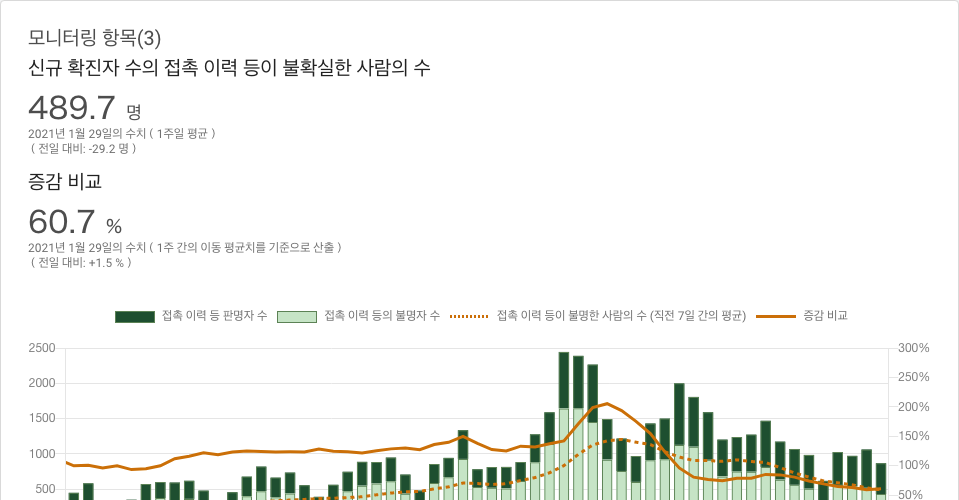 모니터링 항목(3)
신규 확진자 수의 접촉 이력 등이 불확실한 사람의 수
489.7 명
2021년 1월 29일의 수치 ( 1주일 평균 )
( 전일 대비: -29.2 명 )
증감 비교
60.7 %
2021년 1월 29일의 수치 ( 1주 간의 이동 평균치를 기준으로 산출 )
( 전일 대비: +1.5 % )
접촉 이력 등 판명자 수 접촉 이력 등의 불명자 수 접촉 이력 등이 불명한 사람의 수 (직전 7일 간의 평균) 증감 비교
2500 300%
2000 250%
1500 200%
1000 150%
500 100%
50%